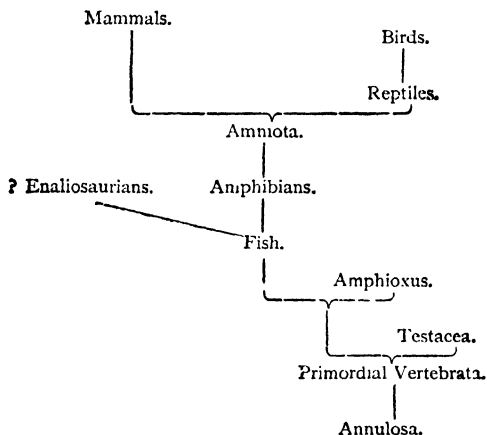 Mammals.
Birds.
Reptiles.
Amniota.
? Enaliosaurians. Amphibians.
Fish.
Amphioxus.
Testacea.
Primordial Vertebrata.
Annulosa.